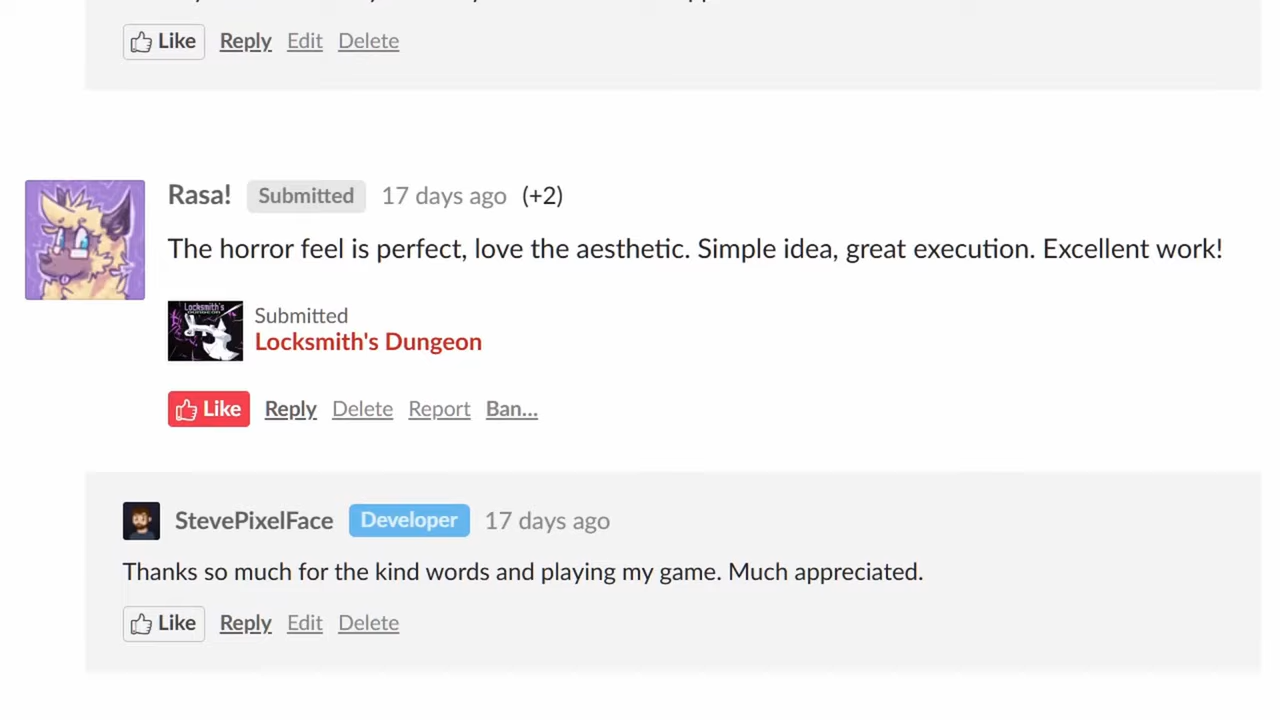 Like Reply Edit Delete
Rasa! Submitted 17 days ago (+2)
The horror feel is perfect, love the aesthetic. Simple idea, great execution. Excellent work!
Locksmith's
DUNGEON
Submitted
Locksmith's Dungeon
Like Reply Delete Report Ban...
StevePixelFace Developer 17 days ago
Thanks so much for the kind words and playing my game. Much appreciated.
Like Reply Edit Delete